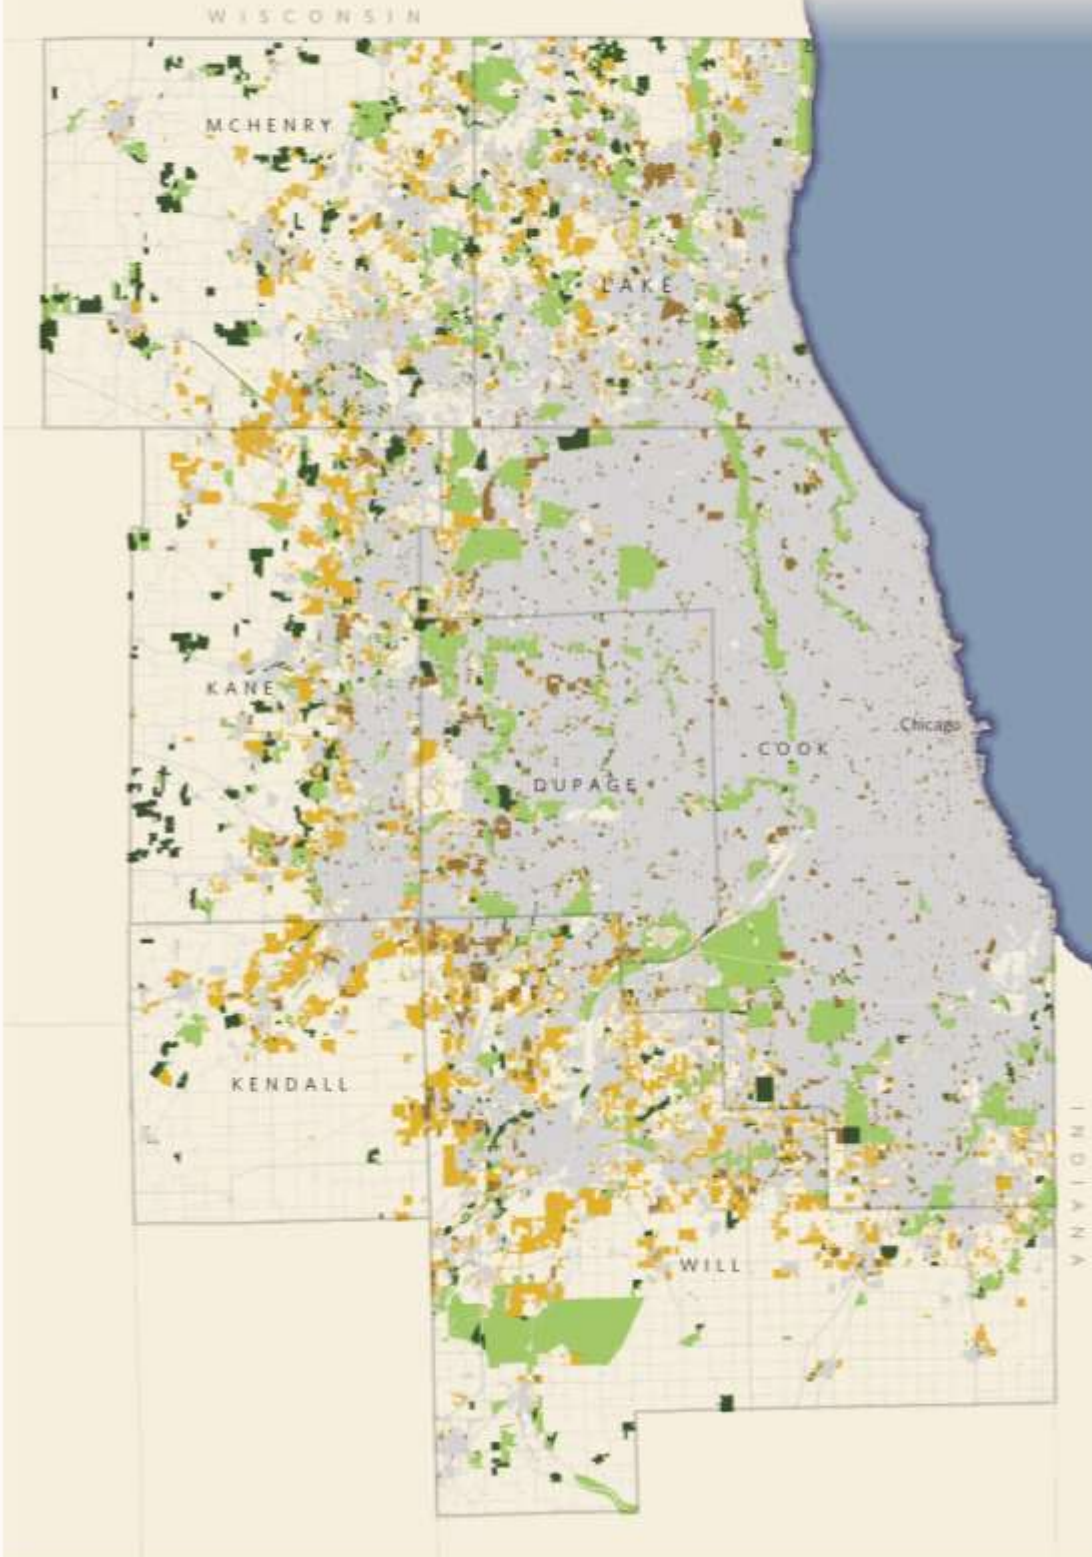 WISCONSIN
MCHENRY
LAKE
KANE
Chicago
COOK
DUPAGE
KENDALL
INDIANA
WILL